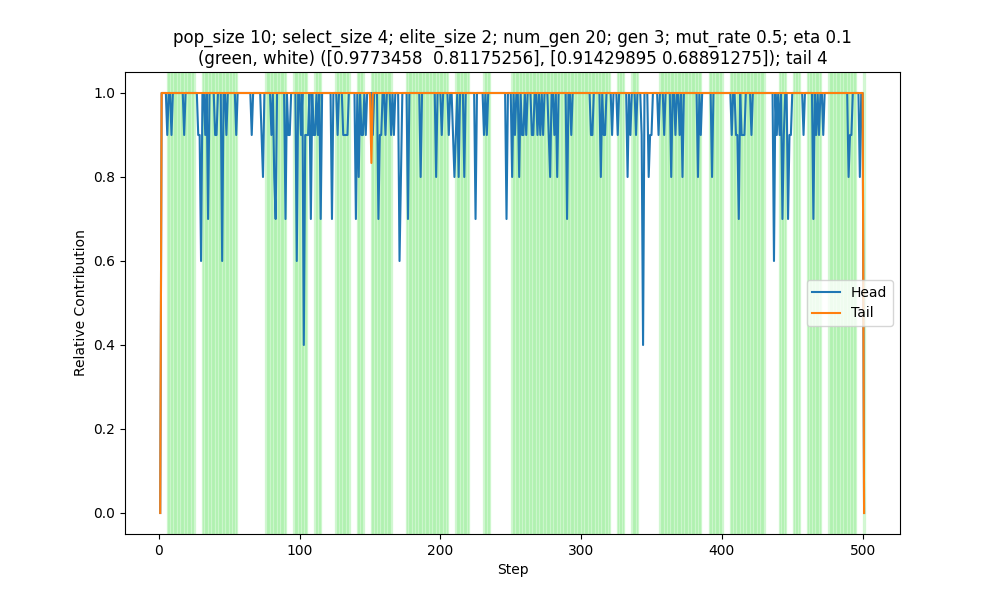 pop_size 10; select_size 4; elite_size 2; num_gen 20; gen 3; mut_rate 0.5; eta 0.1
(green, white) ([0.9773458  0.81175256], [0.91429895 0.68891275]); tail 4
1.0
0.8
0.6
0.4
0.2
0.0
Relative Contribution
Head
Tail
0
100
200
300
400
500
Step